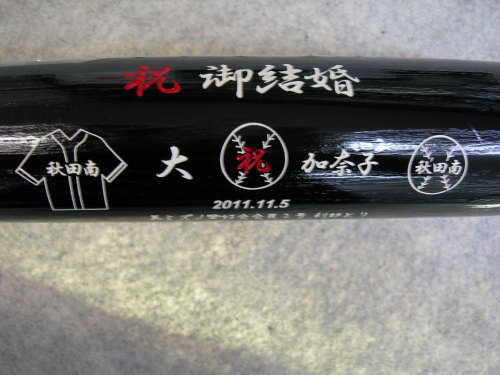 祝 御結婚
秋田南 大 祝 加奈子 秋田南
2011.11.5